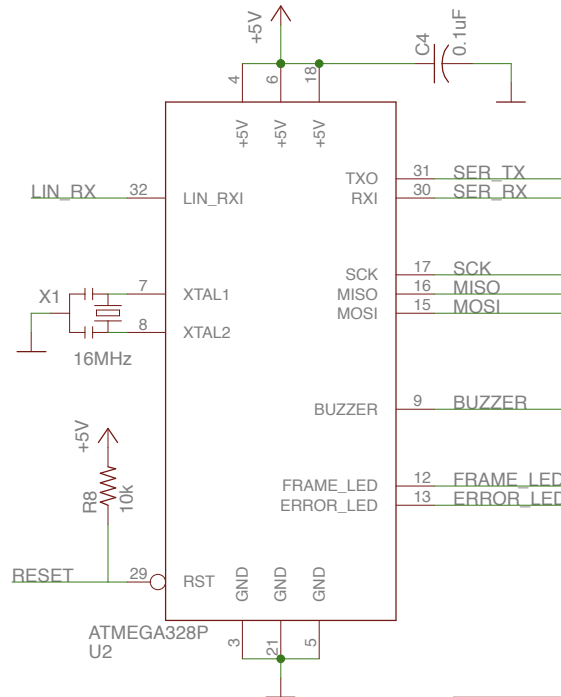 +5V
C4
0.1uF
4
6
18
+5V
+5V
+5V
TXO
31
SER_TX
LIN_RX
32
LIN_RXI
RXI
30
SER_RX
SCK
17
SCK
X1
7
XTAL1
MISO
16
MISO
MOSI
15
MOSI
8
XTAL2
16MHz
BUZZER
9
BUZZER
+5V
R8
10k
FRAME_LED
12
FRAME_LED
ERROR_LED
13
ERROR_LED
RESET
29
RST
GND
GND
GND
ATMEGA328P
U2
3
21
5